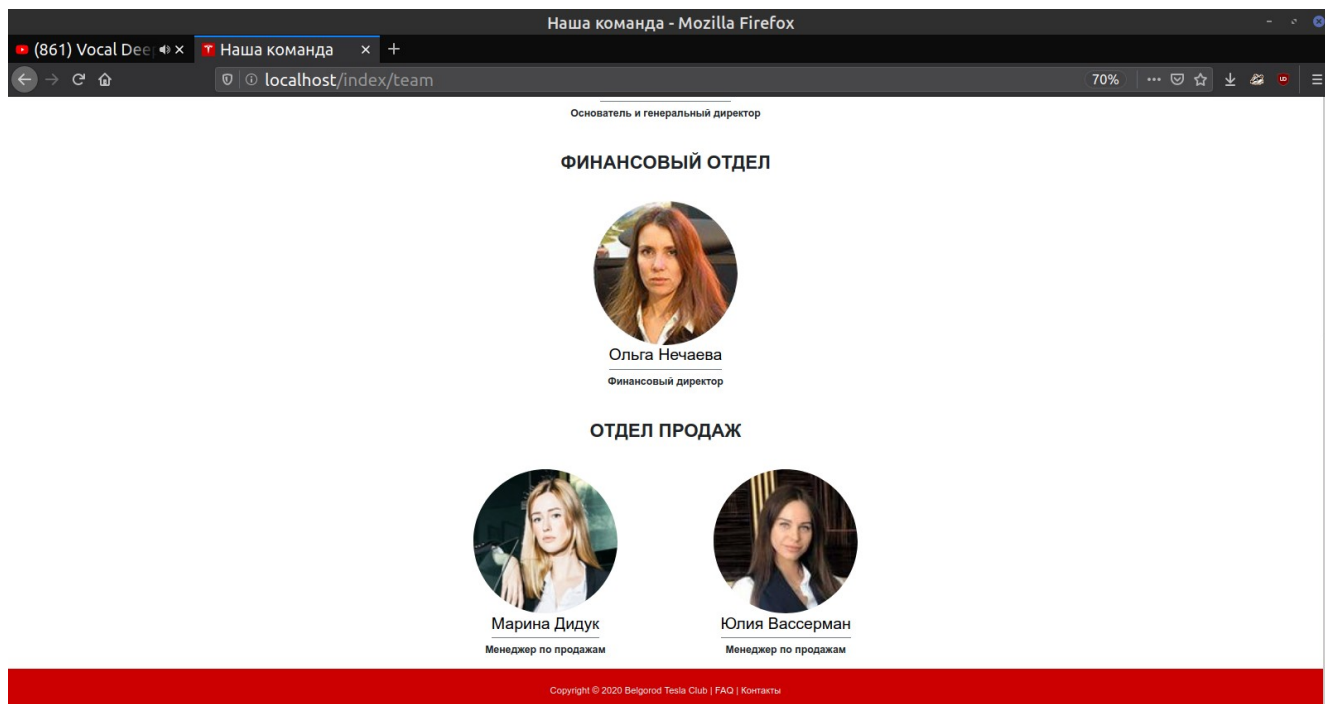 Наша команда - Mozilla Firefox
(861) Vocal Dee
Наша команда
localhost/index/team
70%
Основатель и генеральный директор
ФИНАНСОВЫЙ ОТДЕЛ
Ольга Нечаева
Финансовый директор
ОТДЕЛ ПРОДАЖ
Марина Дидук Юлия Вассерман
Менеджер по продажам Менеджер по продажам
Copyright © 2020 Belgorod Tesla Club | FAQ | Контакты